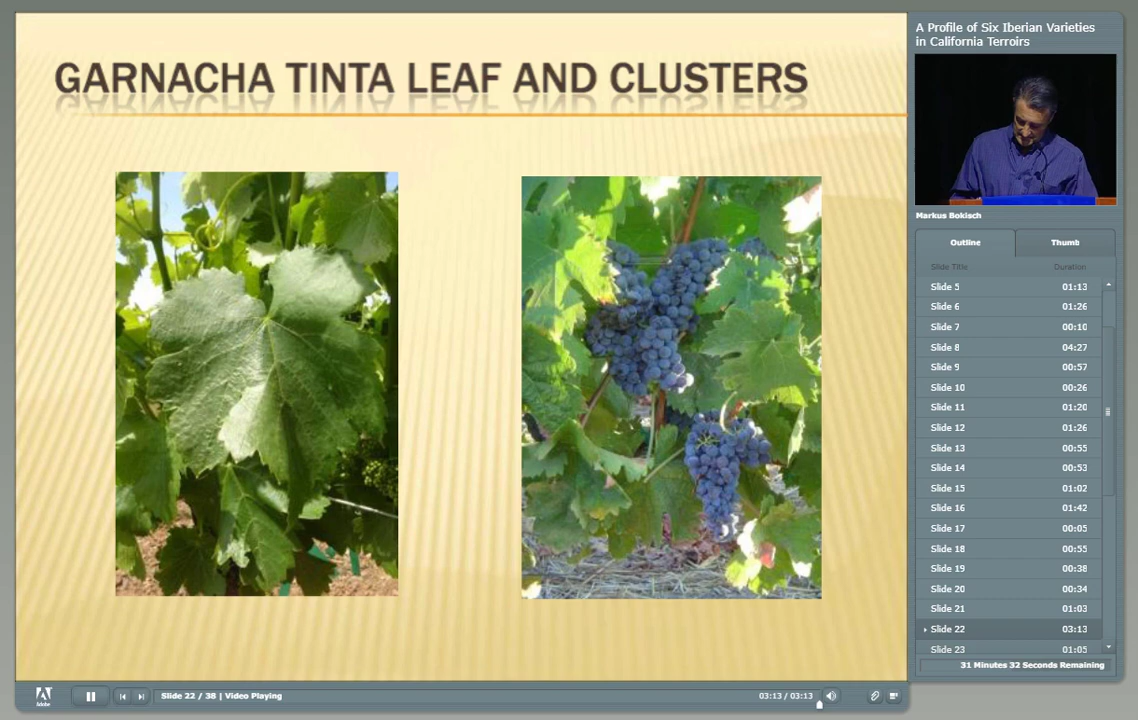 GARNACHA TINTA LEAF AND CLUSTERS
A Profile of Six Iberian Varieties
in California Terroirs
Markus Bokisch
Outline Thumb
Slide Title Duration
Slide 5 01:13
Slide 6 01:26
Slide 7 00:10
Slide 8 04:27
Slide 9 00:57
Slide 10 00:26
Slide 11 01:20
Slide 12 01:26
Slide 13 00:55
Slide 14 00:53
Slide 15 01:02
Slide 16 01:42
Slide 17 00:05
Slide 18 00:55
Slide 19 00:38
Slide 20 00:34
Slide 21 01:03
Slide 22 03:13
Slide 23 01:05
31 Minutes 32 Seconds Remaining
Adobe
Slide 22 / 38 | Video Playing
03:13 / 03:13